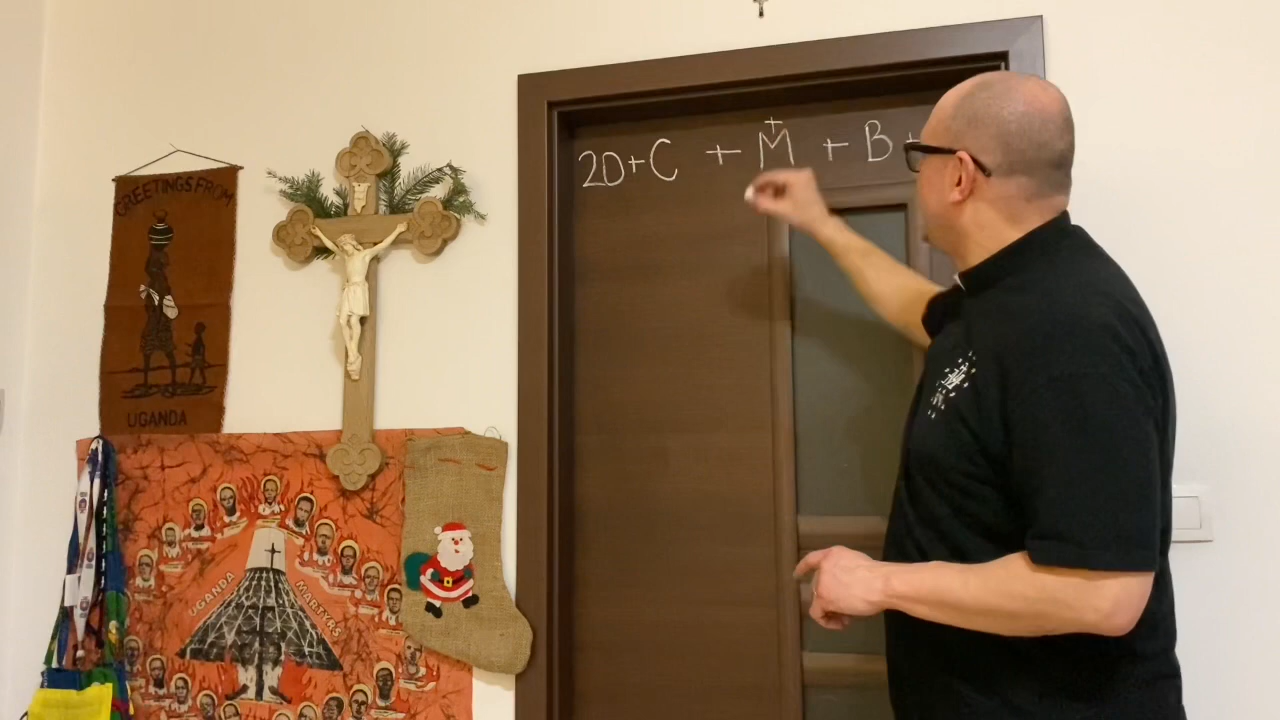 GREETINGS FROM
UGANDA
20+C + M + B +
UGANDA MARTYRS